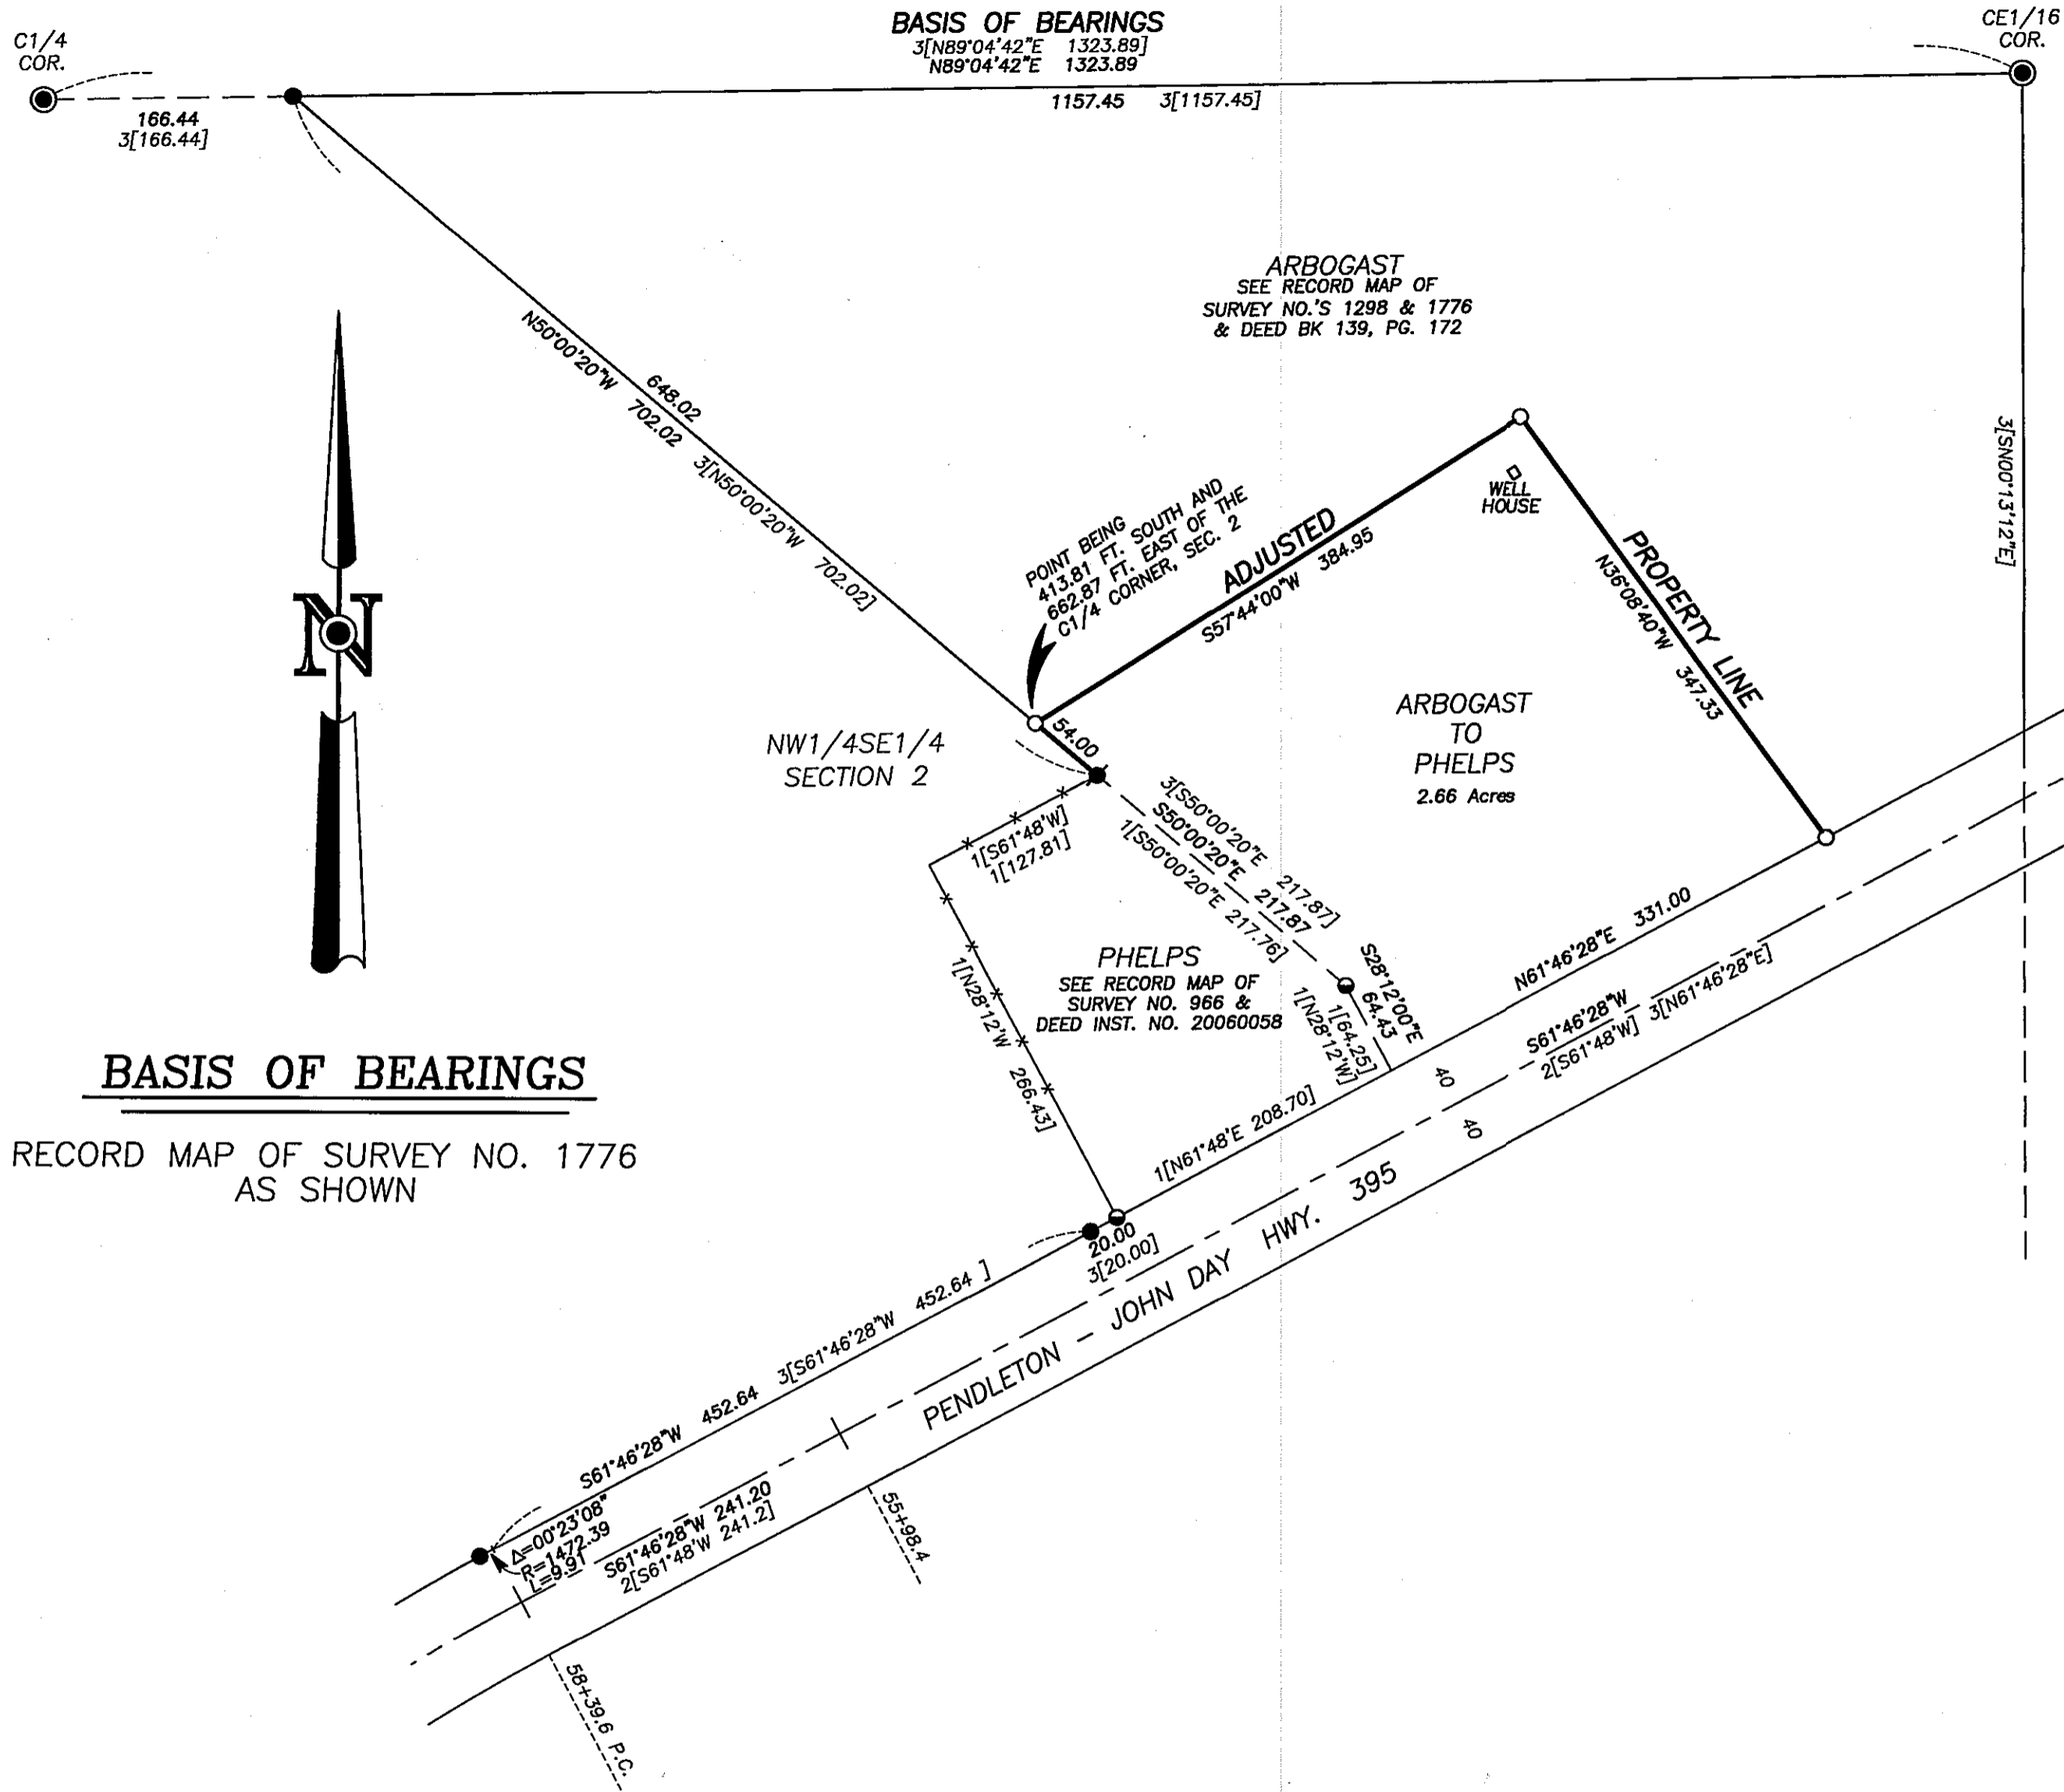 C1/4
COR.
BASIS OF BEARINGS
3[N89°04'42"E 1323.89]
N89°04'42"E 1323.89
CE1/16
COR.
166.44
3[166.44]
1157.45 3[1157.45]
ARBOGAST
SEE RECORD MAP OF
SURVEY NO.'S 1298 & 1776
& DEED BK 139, PG. 172
3[SN00°13'12"E]
648.02
N50°00'20"W 702.02 3[N50°00'20"W 702.02]
POINT BEING
413.81 FT. SOUTH AND
662.87 FT. EAST OF THE
C1/4 CORNER, SEC. 2
WELL
HOUSE
ADJUSTED
S57°44'00"W 384.95
PROPERTY LINE
N36°08'40"W 347.33
N
54.00
NW1/4SE1/4
SECTION 2
ARBOGAST
TO
PHELPS
2.66 Acres
1[S61°48'W]
1[127.81]
3[S50°00'20"E 217.87]
S50°00'20"E 217.87
1[S50°00'20"E 217.76]
PHELPS
SEE RECORD MAP OF
SURVEY NO. 966 &
DEED INST. NO. 20060058
1[N28°12'W 266.43]
S28°12'00"E
64.43
1[64.25]
1[N28°12'W]
N61°46'28"E 331.00
S61°46'28"W
2[S61°48'W] 3[N61°46'28"E]
40
40
1[N61°48'E 208.70]
BASIS OF BEARINGS
RECORD MAP OF SURVEY NO. 1776
AS SHOWN
20.00
3[20.00]
PENDLETON - JOHN DAY HWY. 395
S61°46'28"W 452.64 3[S61°46'28"W 452.64 ]
Δ=00°23'08"
R=1472.39
L=9.91
S61°46'28"W 241.20
2[S61°48'W 241.2]
55+98.4
58+39.6 P.C.